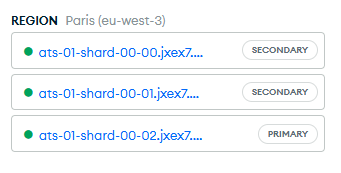 REGION Paris (eu-west-3)
ats-01-shard-00-00.jxex7.... SECONDARY
ats-01-shard-00-01.jxex7.... SECONDARY
ats-01-shard-00-02.jxex7.... PRIMARY